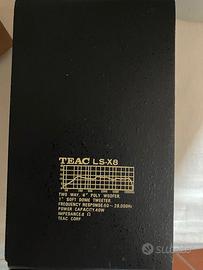 TEAC LS-X8
TWO WAY, 4" POLY WOOFER,
1" SOFT DOME TWEETER.
FREQUENCY RESPONSE:60 - 20,000Hz
POWER CAPACITY:40W
IMPEDANCE:8 Ω
TEAC CORP
SUBITO